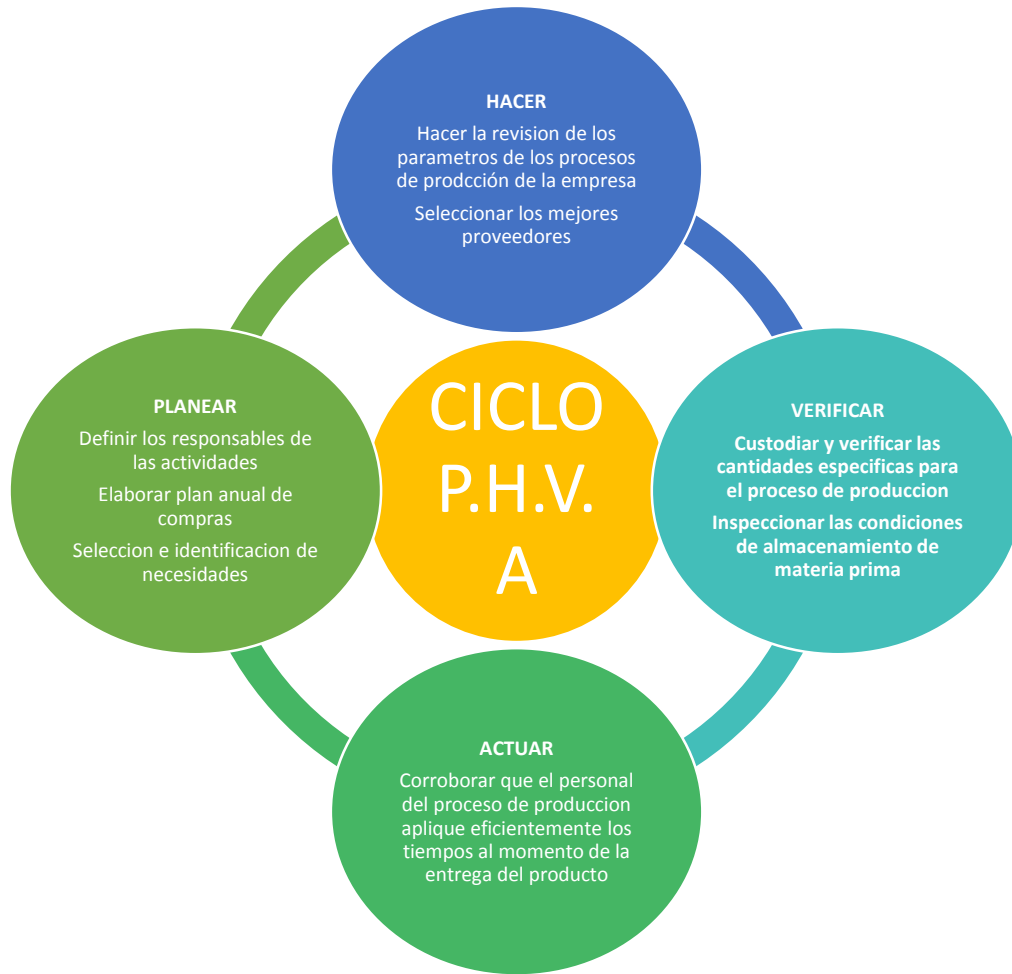 HACER
Hacer la revision de los
parametros de los procesos
de prodcción de la empresa
Seleccionar los mejores
proveedores
PLANEAR
Definir los responsables de
las actividades
Elaborar plan anual de
compras
Seleccion e identificacion de
necesidades
CICLO
P.H.V.
A
VERIFICAR
Custodiar y verificar las
cantidades especificas para
el proceso de produccion
Inspeccionar las condiciones
de almacenamiento de
materia prima
ACTUAR
Corroborar que el personal
del proceso de produccion
aplique eficientemente los
tiempos al momento de la
entrega del producto